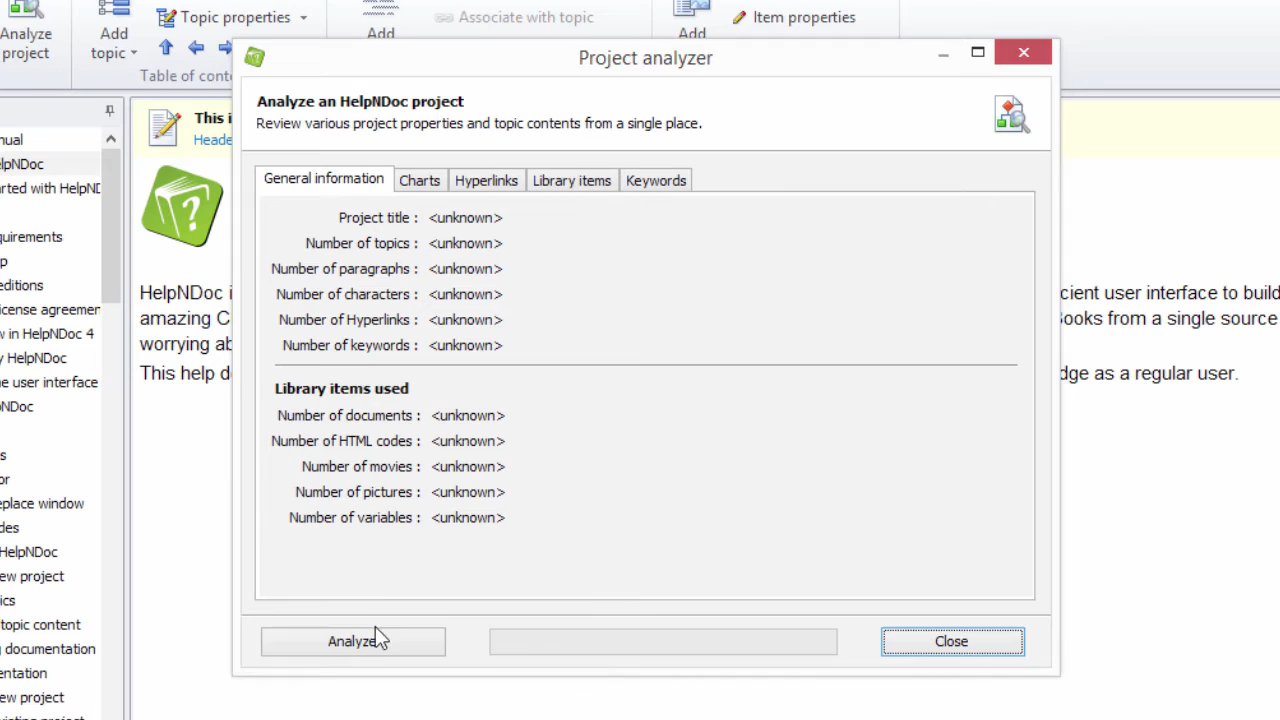 Topic properties
Associate with topic
Item properties
Analyze
project
Add
topic
Add
Add
Table of conte
Project analyzer
Analyze an HelpNDoc project
Review various project properties and topic contents from a single place.
General information
Charts
Hyperlinks
Library items
Keywords
Project title : <unknown>
Number of topics : <unknown>
Number of paragraphs : <unknown>
Number of characters : <unknown>
Number of Hyperlinks : <unknown>
Number of keywords : <unknown>
Library items used
Number of documents : <unknown>
Number of HTML codes : <unknown>
Number of movies : <unknown>
Number of pictures : <unknown>
Number of variables : <unknown>
Analyze
Close
nual
elpNDoc
arted with HelpND
quirements
p
editions
icense agreemen
w in HelpNDoc 4
y HelpNDoc
he user interface
pNDoc
s
or
eplace window
des
HelpNDoc
ew project
ics
topic content
g documentation
entation
new project
This i
Heade
HelpNDoc i
cient user interface to build
amazing C
Books from a single source
worrying ab
This help d
dge as a regular user.